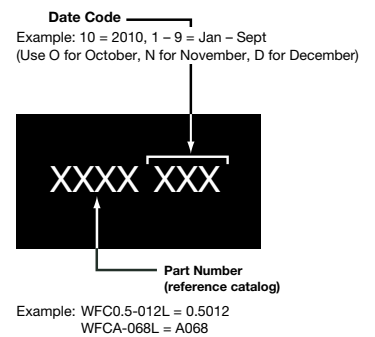 Date Code
Example: 10 = 2010, 1 – 9 = Jan – Sept
(Use O for October, N for November, D for December)
XXXX XXX
Part Number
(reference catalog)
Example: WFC0.5-012L = 0.5012
WFCA-068L = A068